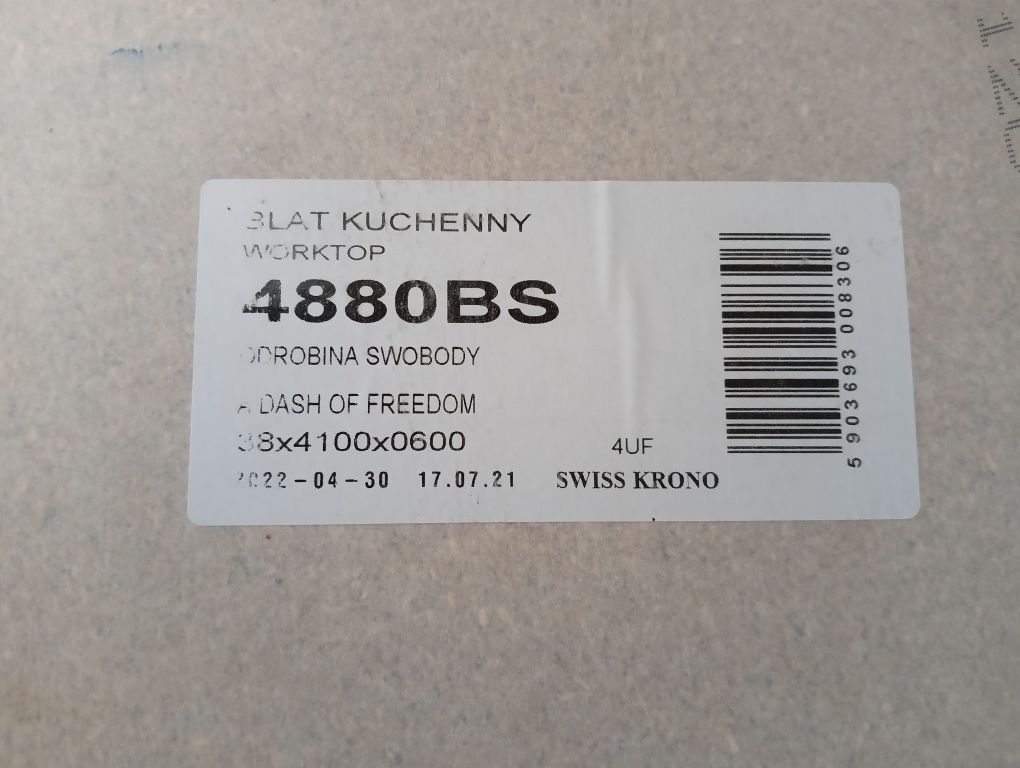 BLAT KUCHENNY
WORKTOP
4880BS
ODROBINA SWOBODY
A DASH OF FREEDOM
38x4100x0600
4UF
2022-04-30 17.07.21 SWISS KRONO
5 903693 008306